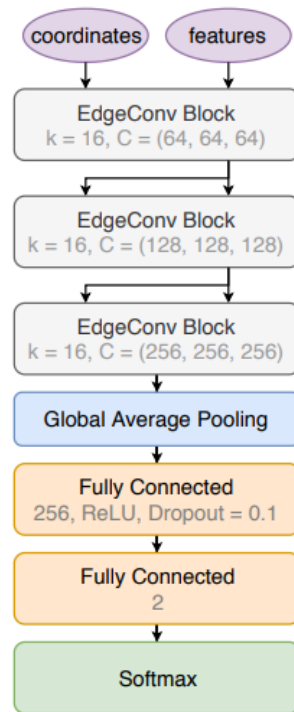 coordinates features
EdgeConv Block
k = 16, C = (64, 64, 64)
EdgeConv Block
k = 16, C = (128, 128, 128)
EdgeConv Block
k = 16, C = (256, 256, 256)
Global Average Pooling
Fully Connected
256, ReLU, Dropout = 0.1
Fully Connected
2
Softmax